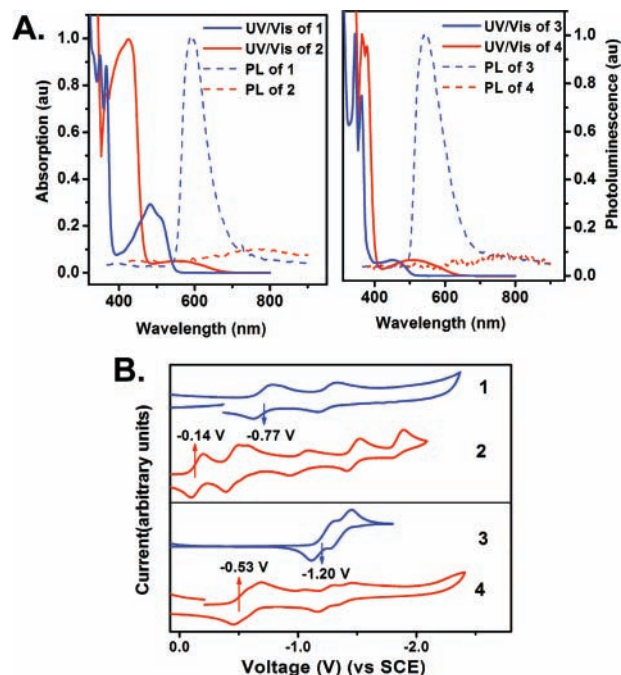 A.
UV/Vis of 1
UV/Vis of 2
PL of 1
PL of 2
1.0
0.8
0.6
0.4
0.2
0.0
Absorption (au)
400 600 800
Wavelength (nm)
UV/Vis of 3
UV/Vis of 4
PL of 3
PL of 4
1.0
0.8
0.6
0.4
0.2
0.0
Photoluminescence (au)
400 600 800
Wavelength (nm)
B.
Current(arbitrary units)
1
-0.14 V -0.77 V
2
3
-0.53 V -1.20 V
4
0.0 -1.0 -2.0
Voltage (V) (vs SCE)